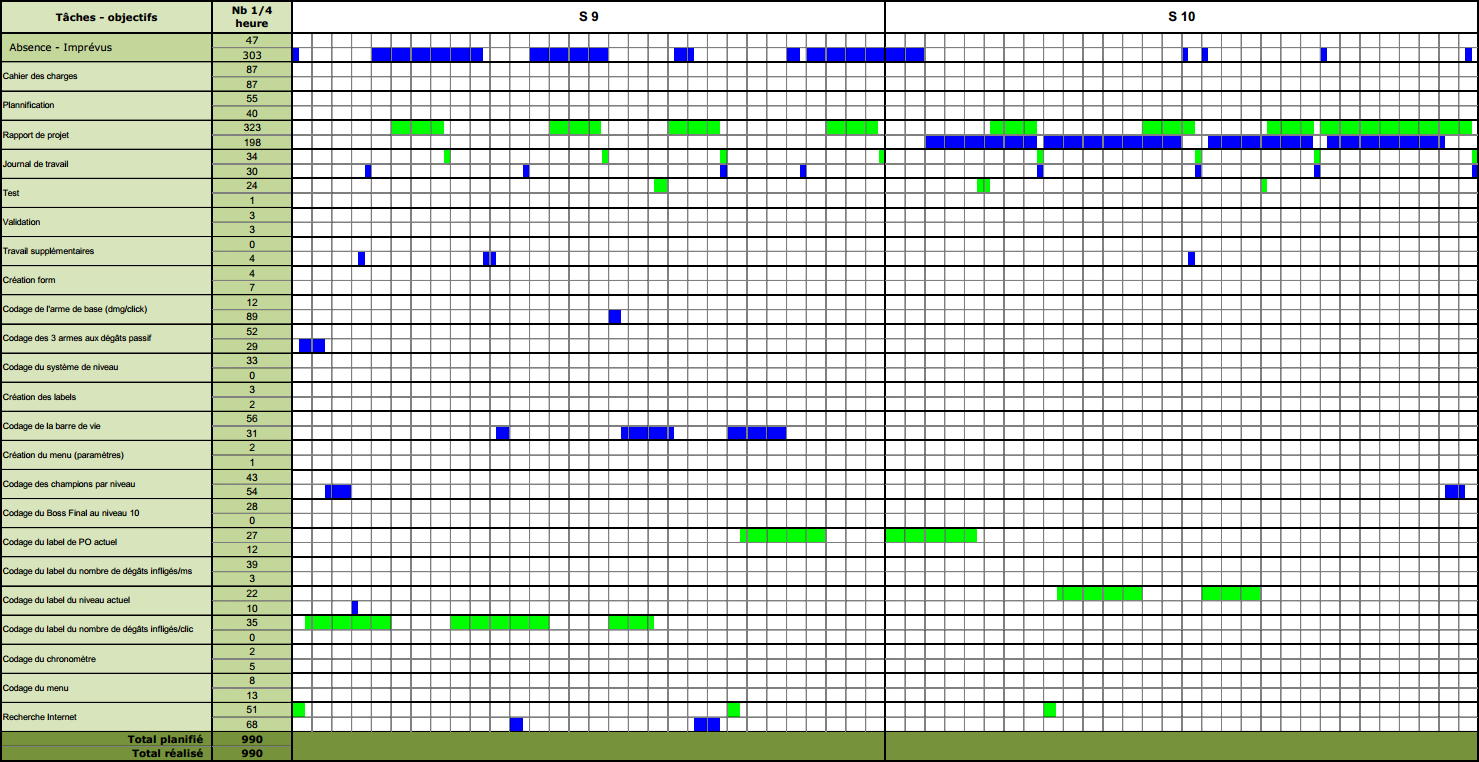 Tâches - objectifs
Nb 1/4 heure
S 9
S 10
Absence - Imprévus
47
303
Cahier des charges
87
87
Plannification
55
40
Rapport de projet
323
198
Journal de travail
34
30
Test
24
1
Validation
3
3
Travail supplémentaires
0
4
Création form
4
7
Codage de l'arme de base (dmg/click)
12
89
Codage des 3 armes aux dégâts passif
52
29
Codage du système de niveau
33
0
Création des labels
3
2
Codage de la barre de vie
56
31
Création du menu (paramètres)
2
1
Codage des champions par niveau
43
54
Codage du Boss Final au niveau 10
28
0
Codage du label de PO actuel
27
12
Codage du label du nombre de dégâts infligés/ms
39
3
Codage du label du niveau actuel
22
10
Codage du label du nombre de dégâts infligés/clic
35
0
Codage du chronomètre
2
5
Codage du menu
8
13
Recherche Internet
51
68
Total planifié 990
Total réalisé 990